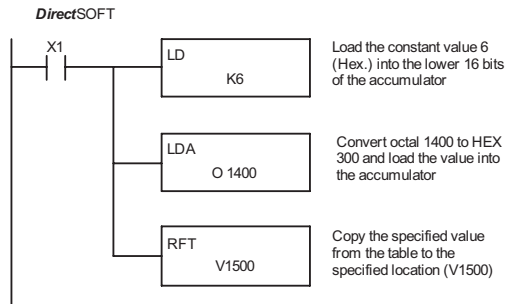 DirectSOFT
X1
LD
K6
Load the constant value 6
(Hex.) into the lower 16 bits
of the accumulator
LDA
O 1400
Convert octal 1400 to HEX
300 and load the value into
the accumulator
RFT
V1500
Copy the specified value
from the table to the
specified location (V1500)